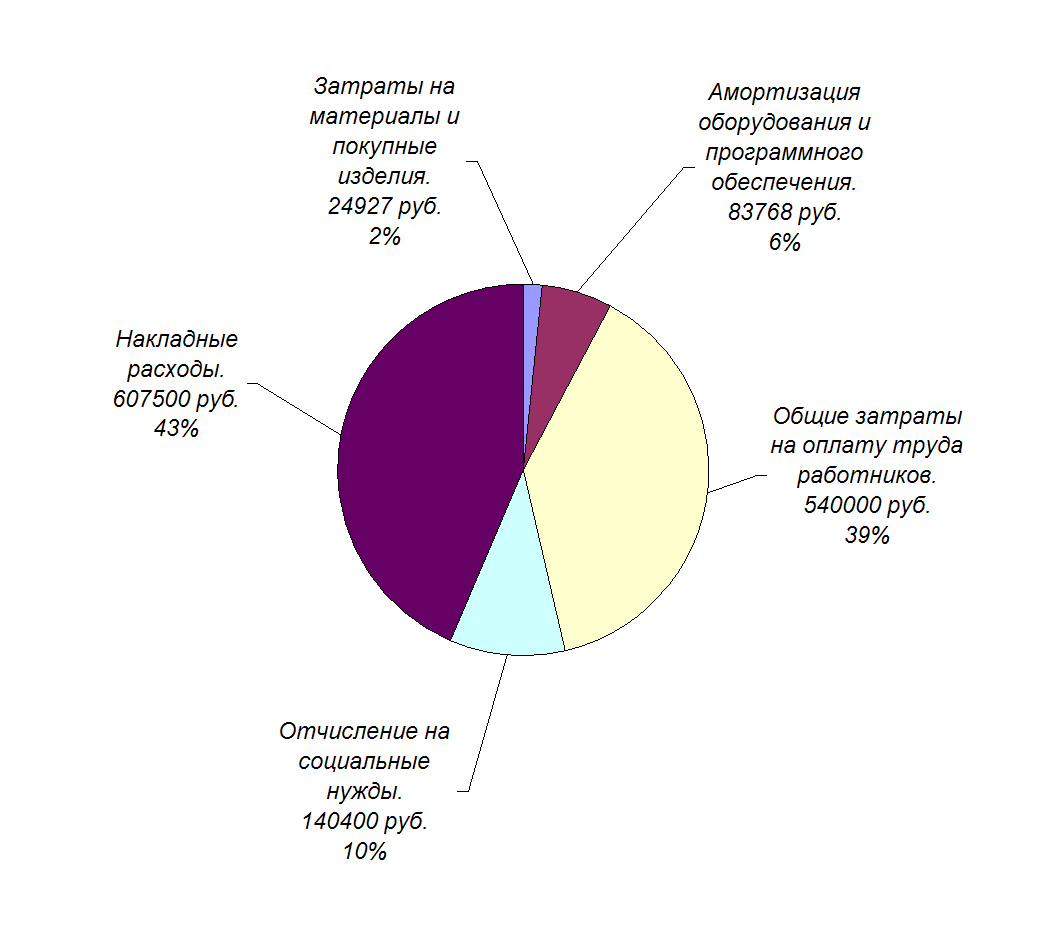 Затраты на
материалы и
покупные
изделия.
24927 руб.
2%
Амортизация
оборудования и
программного
обеспечения.
83768 руб.
6%
Накладные
расходы.
607500 руб.
43%
Общие затраты
на оплату труда
работников.
540000 руб.
39%
Отчисление на
социальные
нужды.
140400 руб.
10%